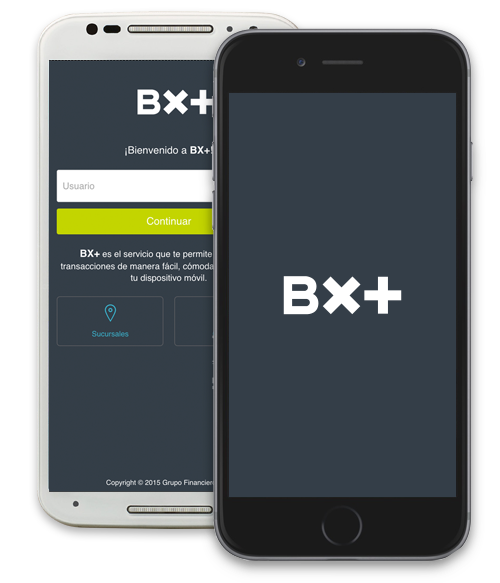 BX+
¡Bienvenido a BX+!
Usuario
Continuar
BX+ es el servicio que te permite
transacciones de manera fácil, cómoda
tu dispositivo móvil.
Sucursales
Copyright © 2015 Grupo
BX+